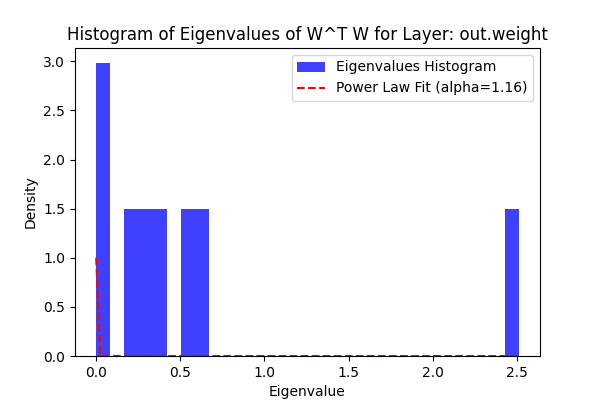 Histogram of Eigenvalues of W^T W for Layer: out.weight
Eigenvalues Histogram
Power Law Fit (alpha=1.16)
3.0
2.5
2.0
1.5
1.0
0.5
0.0
Density
0.0 0.5 1.0 1.5 2.0 2.5
Eigenvalue